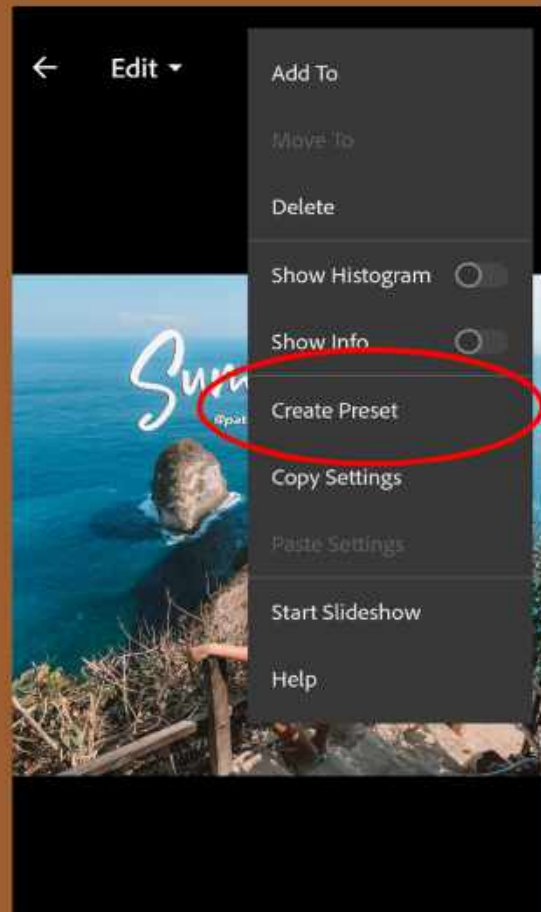 Edit
Add To
Move To
Delete
Show Histogram
Show Info
Create Preset
Copy Settings
Paste Settings
Start Slideshow
Help